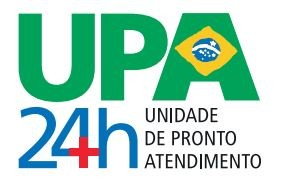 UPA
24h
UNIDADE
DE PRONTO
ATENDIMENTO